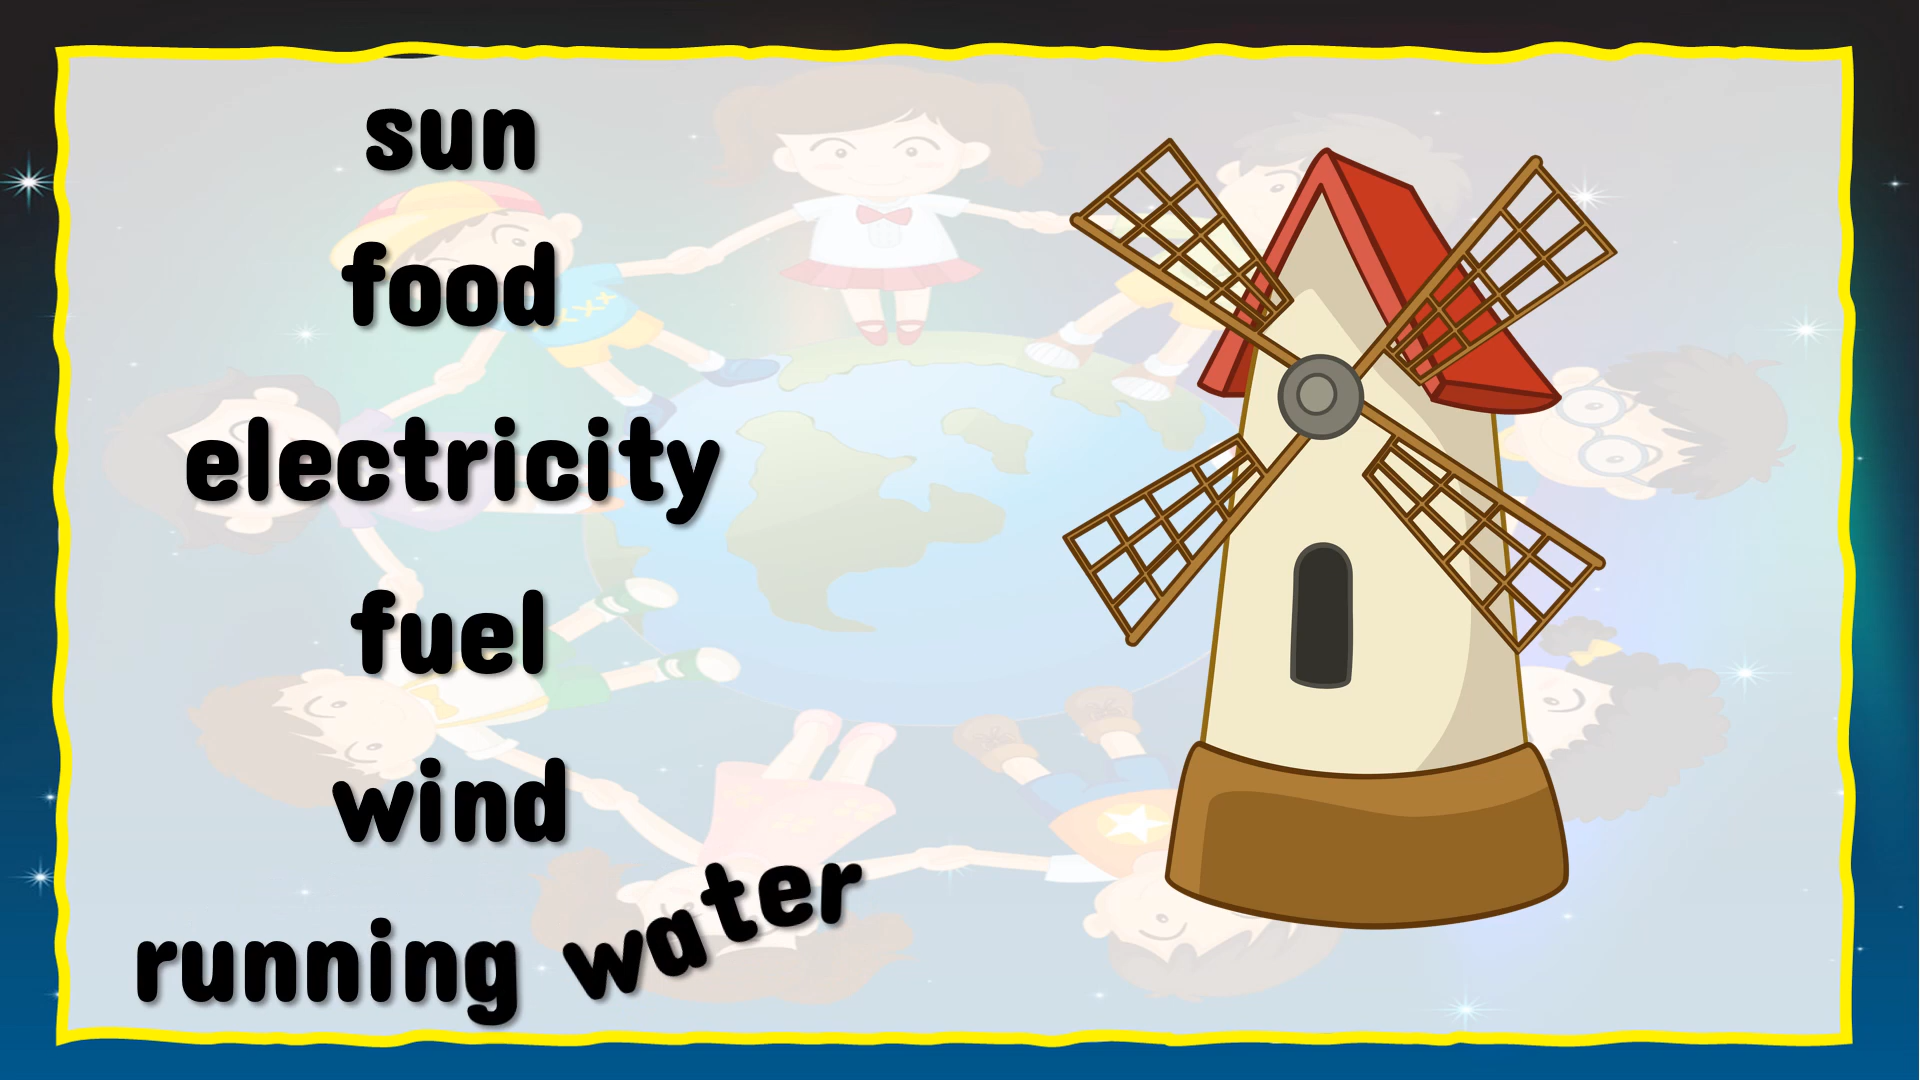 sun
food
electricity
fuel
wind
running water